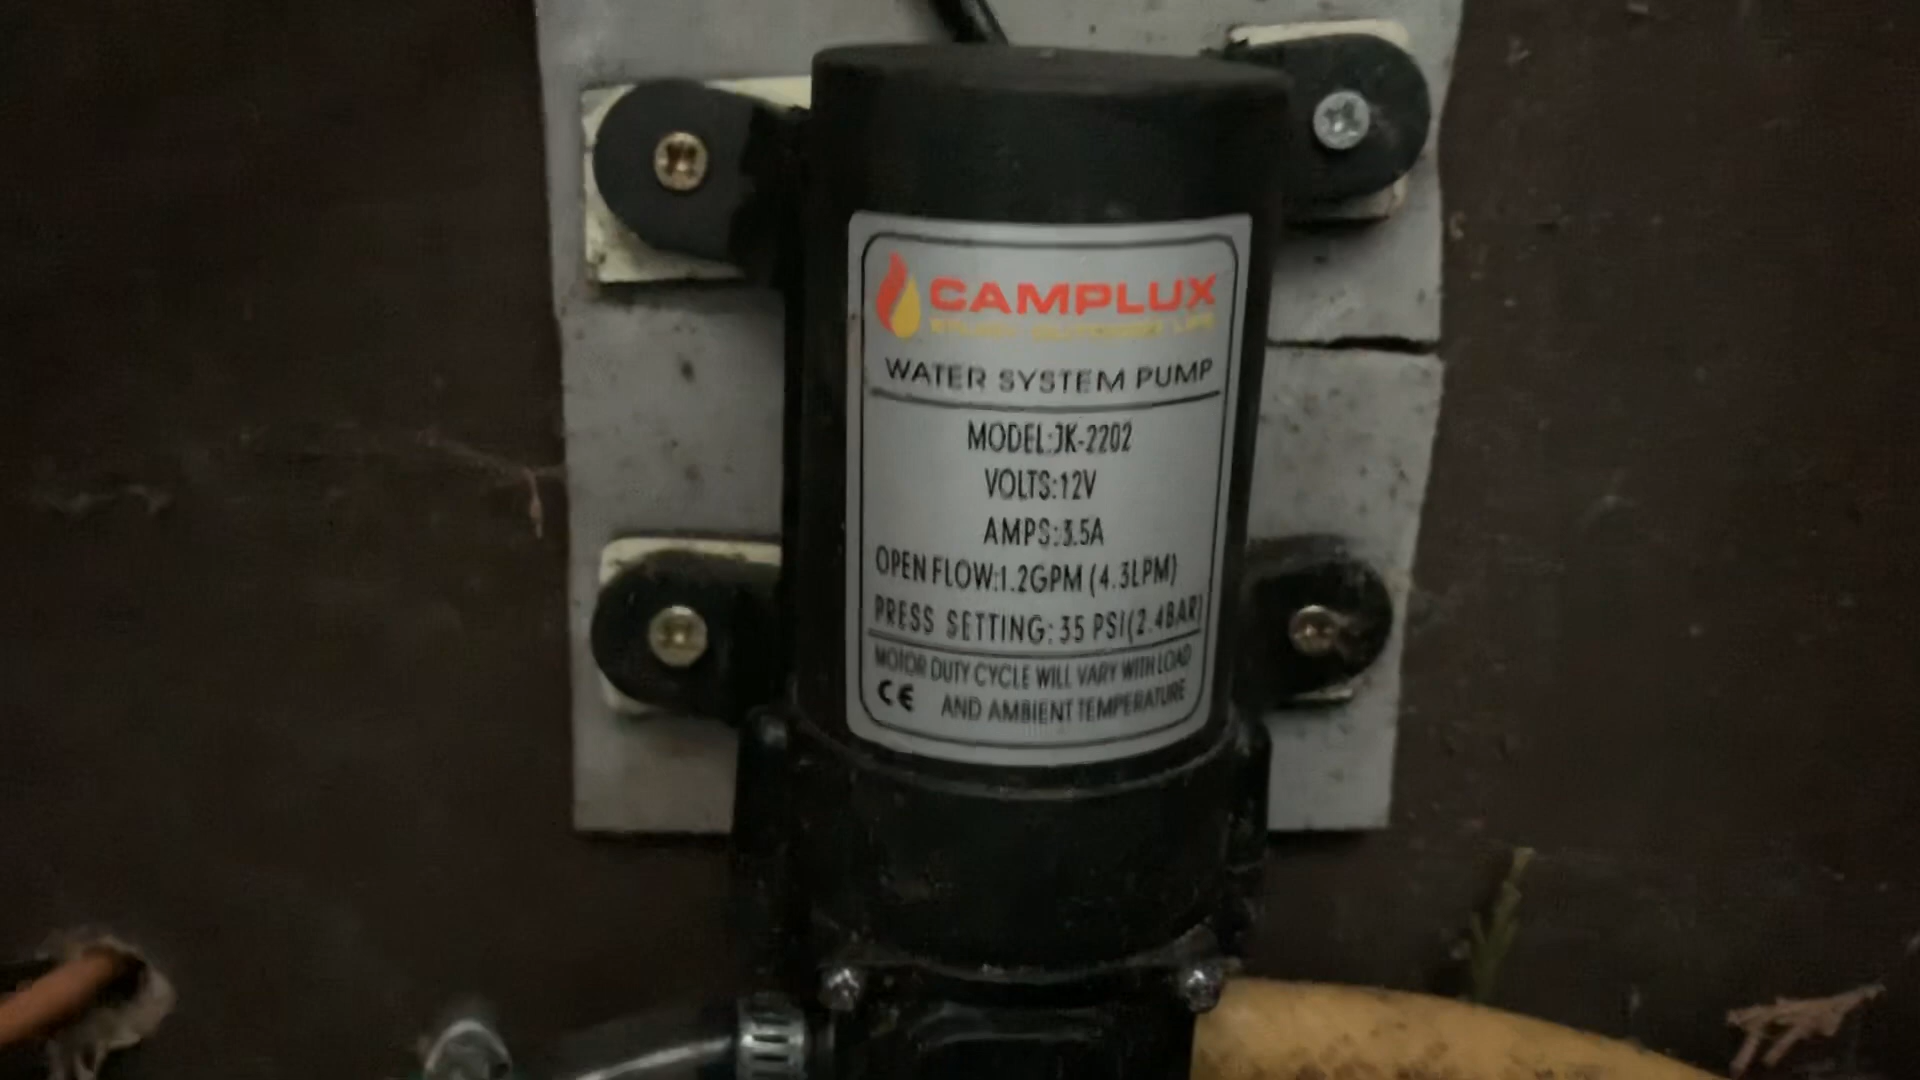 CAMPLUX
WATER SYSTEM PUMP
MODEL:JK-2202
VOLTS:12V
AMPS:3.5A
OPEN FLOW:1.2GPM (4.3LPM)
PRESS SETTING: 35 PSI(2.4BAR)
MOTOR DUTY CYCLE WILL VARY WITH LOAD
CE AND AMBIENT TEMPERATURE